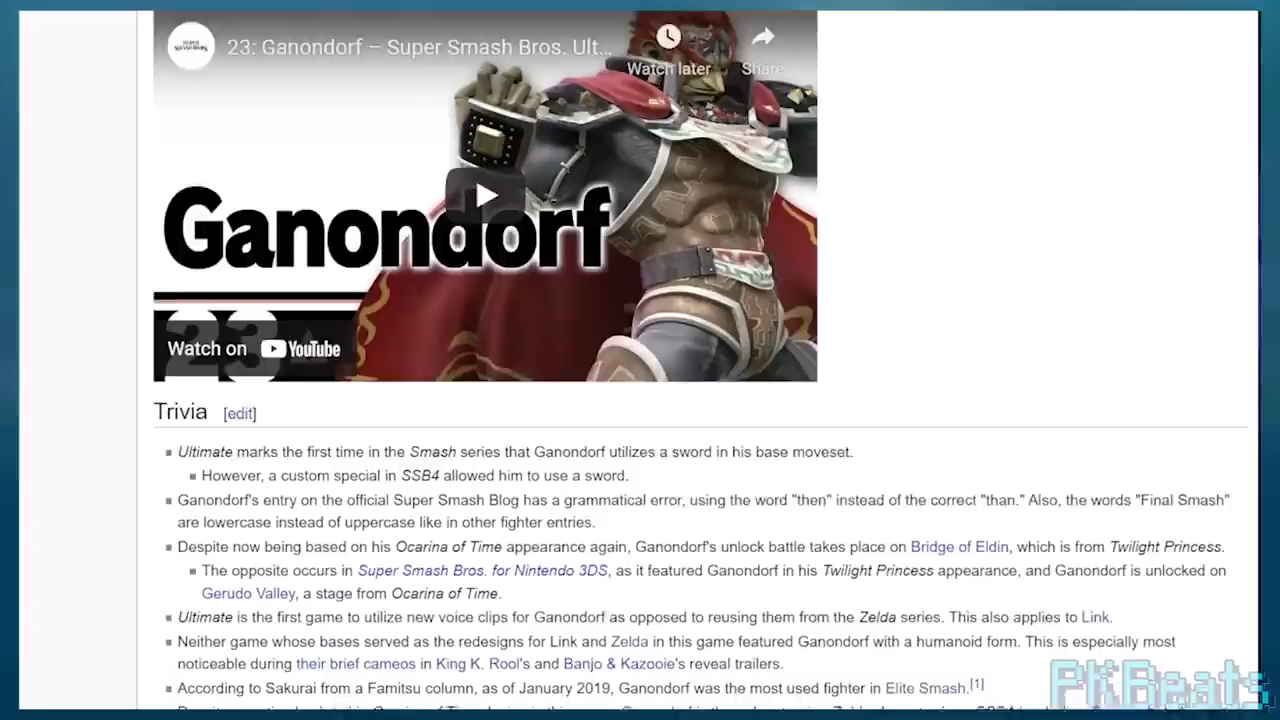 23: Ganondorf – Super Smash Bros. Ult...
Watch later
Share
Ganondorf
23
Watch on YouTube
Trivia [edit]
Ultimate marks the first time in the Smash series that Ganondorf utilizes a sword in his base moveset.
However, a custom special in SSB4 allowed him to use a sword.
Ganondorf's entry on the official Super Smash Blog has a grammatical error, using the word "then" instead of the correct "than." Also, the words "Final Smash"
are lowercase instead of uppercase like in other fighter entries.
Despite now being based on his Ocarina of Time appearance again, Ganondorf's unlock battle takes place on Bridge of Eldin, which is from Twilight Princess.
The opposite occurs in Super Smash Bros. for Nintendo 3DS, as it featured Ganondorf in his Twilight Princess appearance, and Ganondorf is unlocked on
Gerudo Valley, a stage from Ocarina of Time.
Ultimate is the first game to utilize new voice clips for Ganondorf as opposed to reusing them from the Zelda series. This also applies to Link.
Neither game whose bases served as the redesigns for Link and Zelda in this game featured Ganondorf with a humanoid form. This is especially most
noticeable during their brief cameos in King K. Rool's and Banjo & Kazooie's reveal trailers.
According to Sakurai from a Famitsu column, as of January 2019, Ganondorf was the most used fighter in Elite Smash.[1]
PKBeats